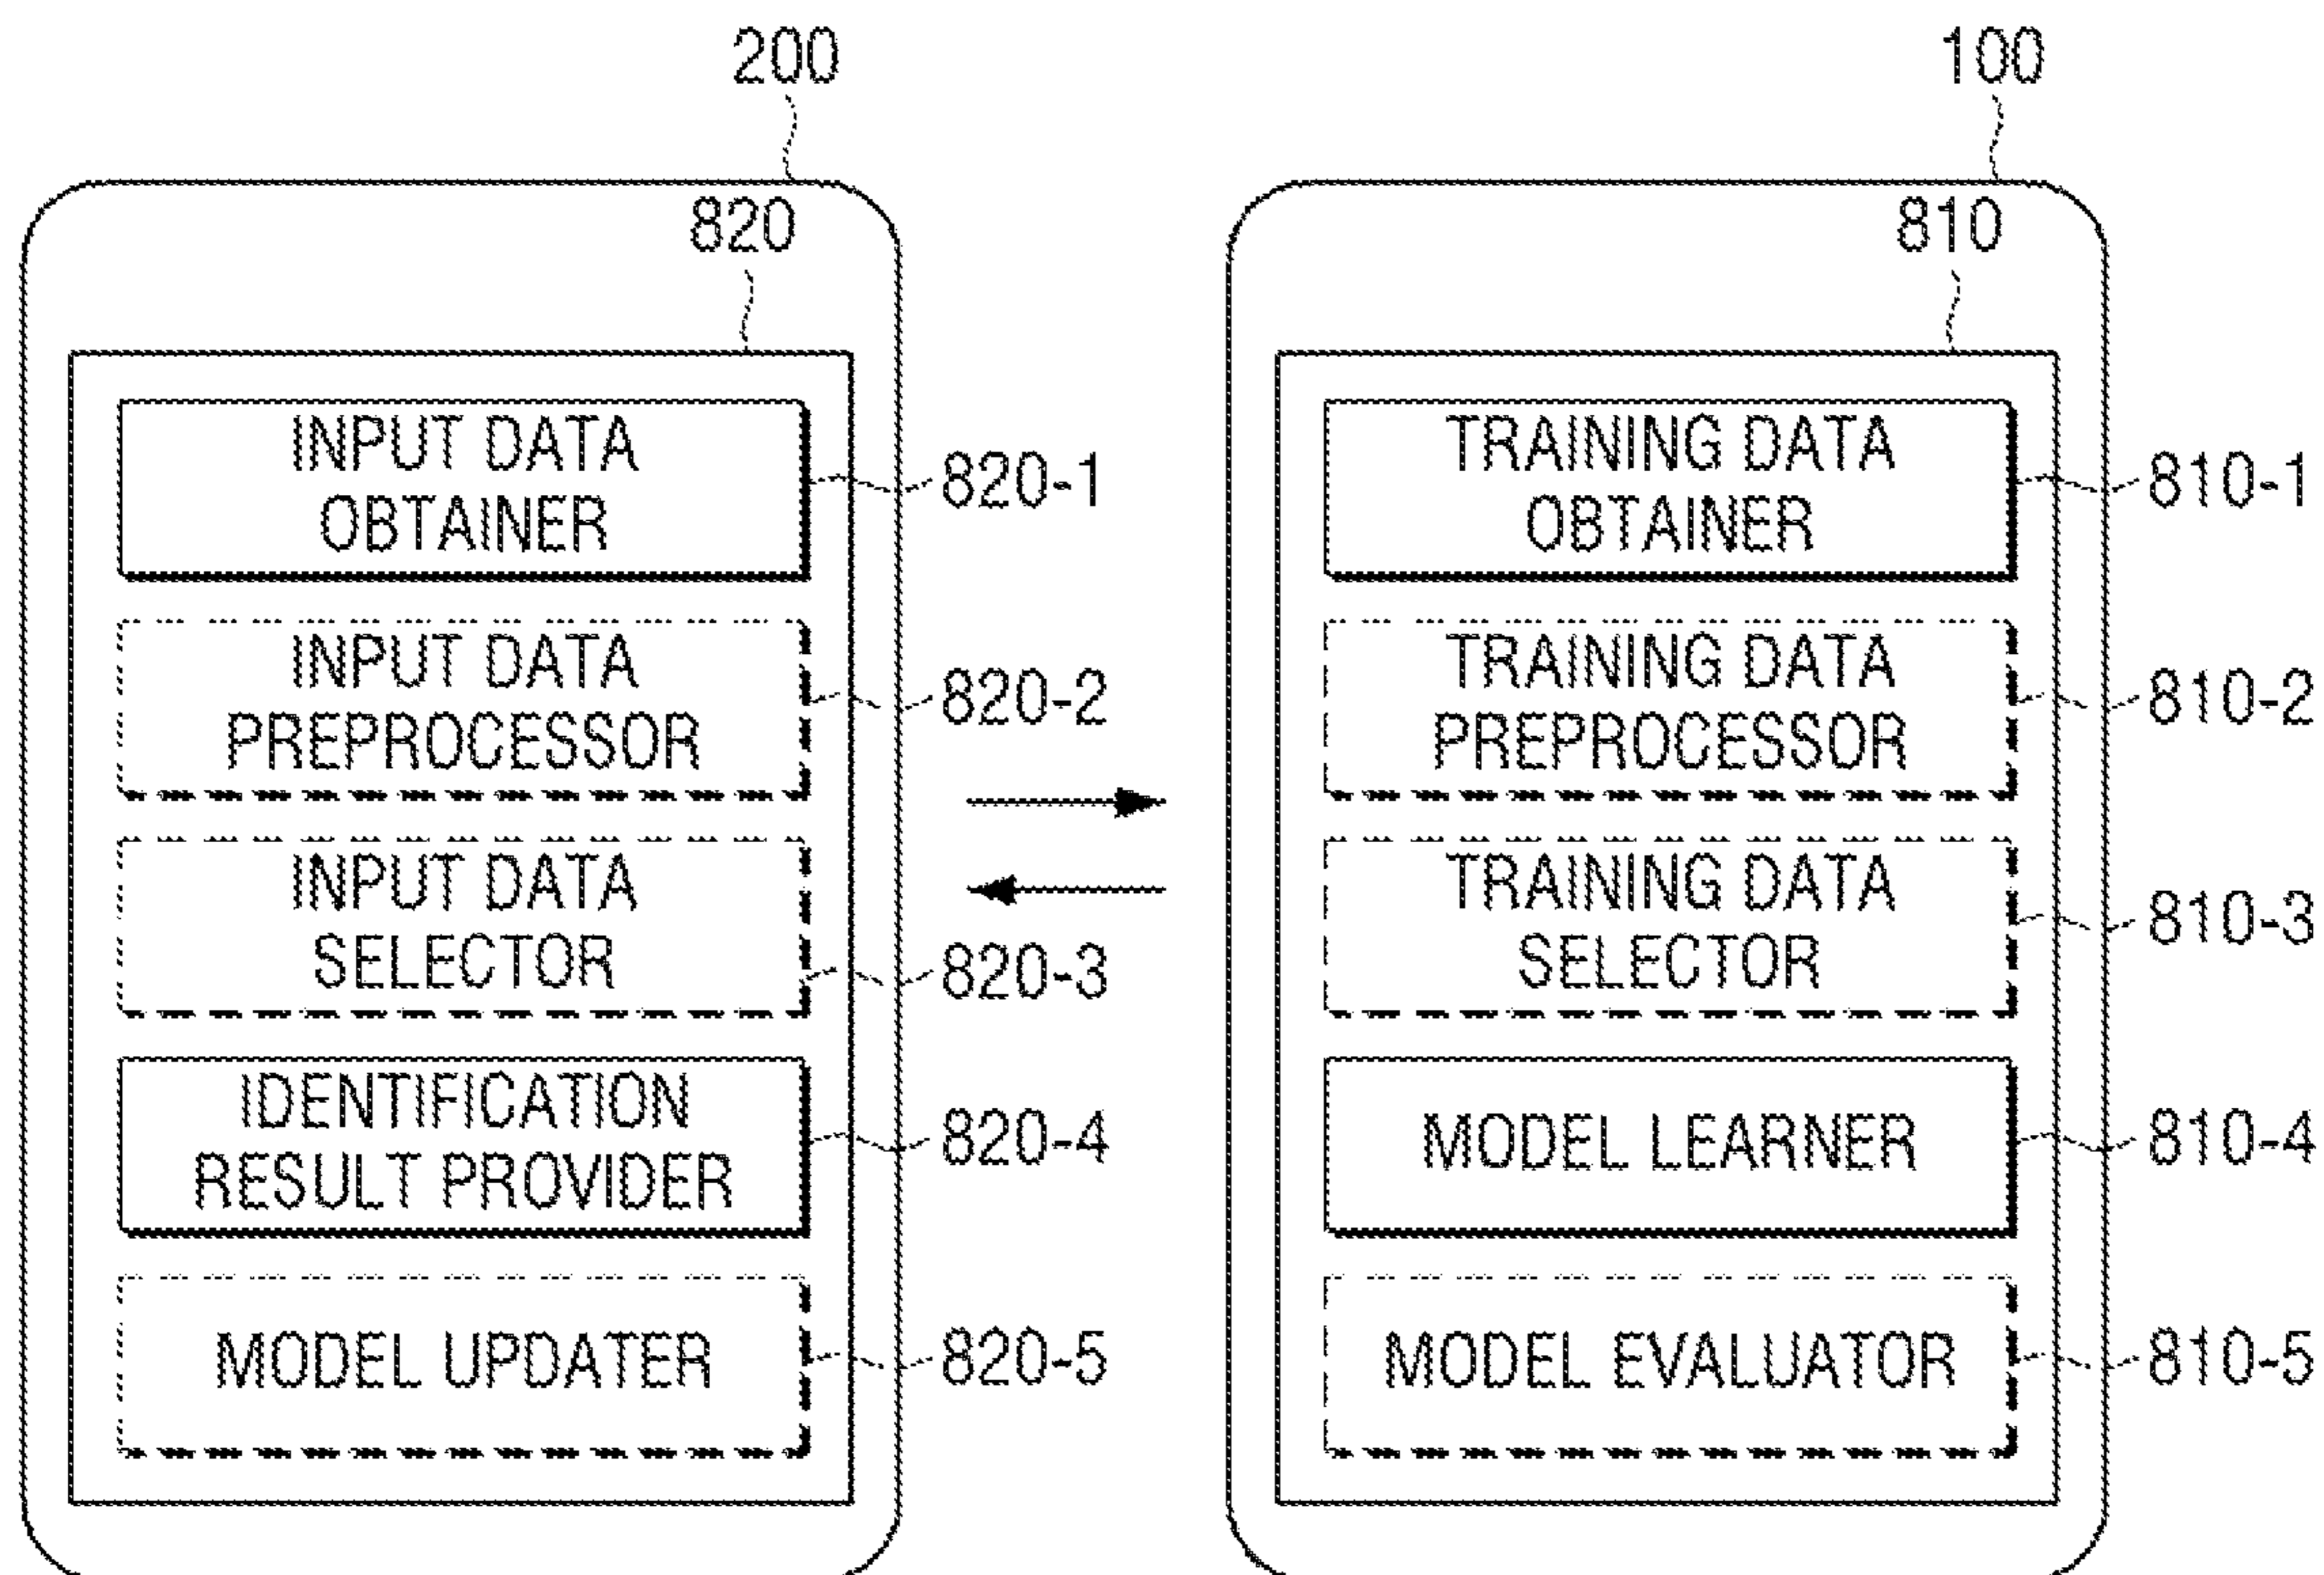 200
820
INPUT DATA
OBTAINER
820-1
INPUT DATA
PREPROCESSOR
820-2
INPUT DATA
SELECTOR
820-3
IDENTIFICATION
RESULT PROVIDER
820-4
MODEL UPDATER
820-5
100
810
TRAINING DATA
OBTAINER
810-1
TRAINING DATA
PREPROCESSOR
810-2
TRAINING DATA
SELECTOR
810-3
MODEL LEARNER
810-4
MODEL EVALUATOR
810-5